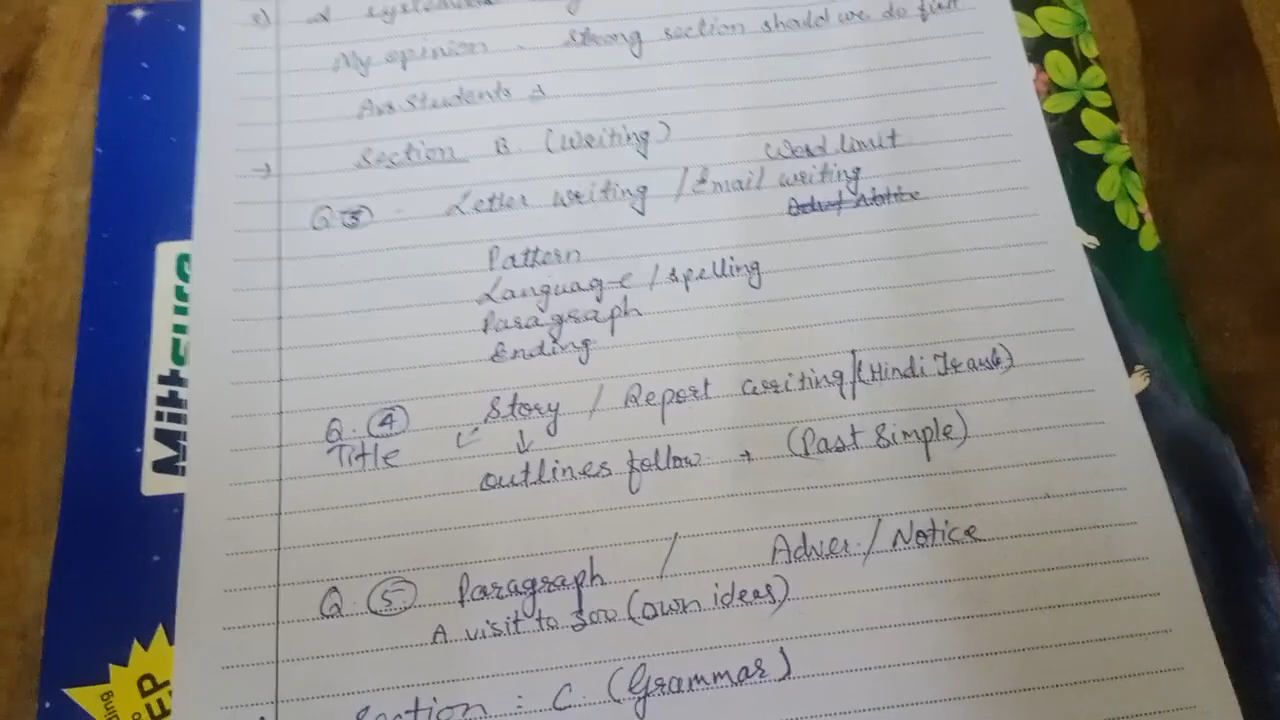 My opinion. Strong section should we do full
Ans Students
→ Section B. (Writing)
Word limit
Q 3. Letter writing / Email writing
Pattern
Language / Spelling
Paragraph
Ending
Q. 4 Story / Report writing / (Hindi Trans)
Title outlines follow → (Past Simple)
Q. 5. Paragraph / Adver. / Notice
A visit to zoo (own ideas)
Section : C. (Grammar)